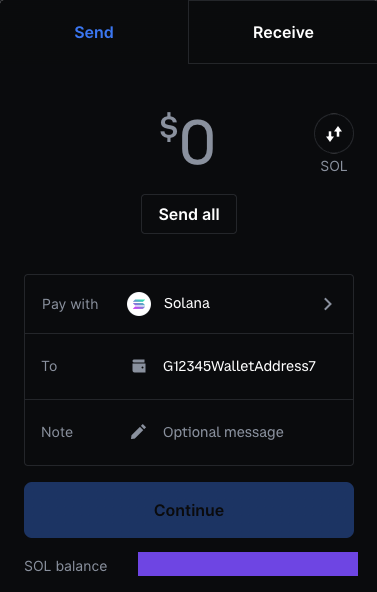 Send Receive
$0
SOL
Send all
Pay with Solana
To G12345WalletAddress7
Note Optional message
Continue
SOL balance